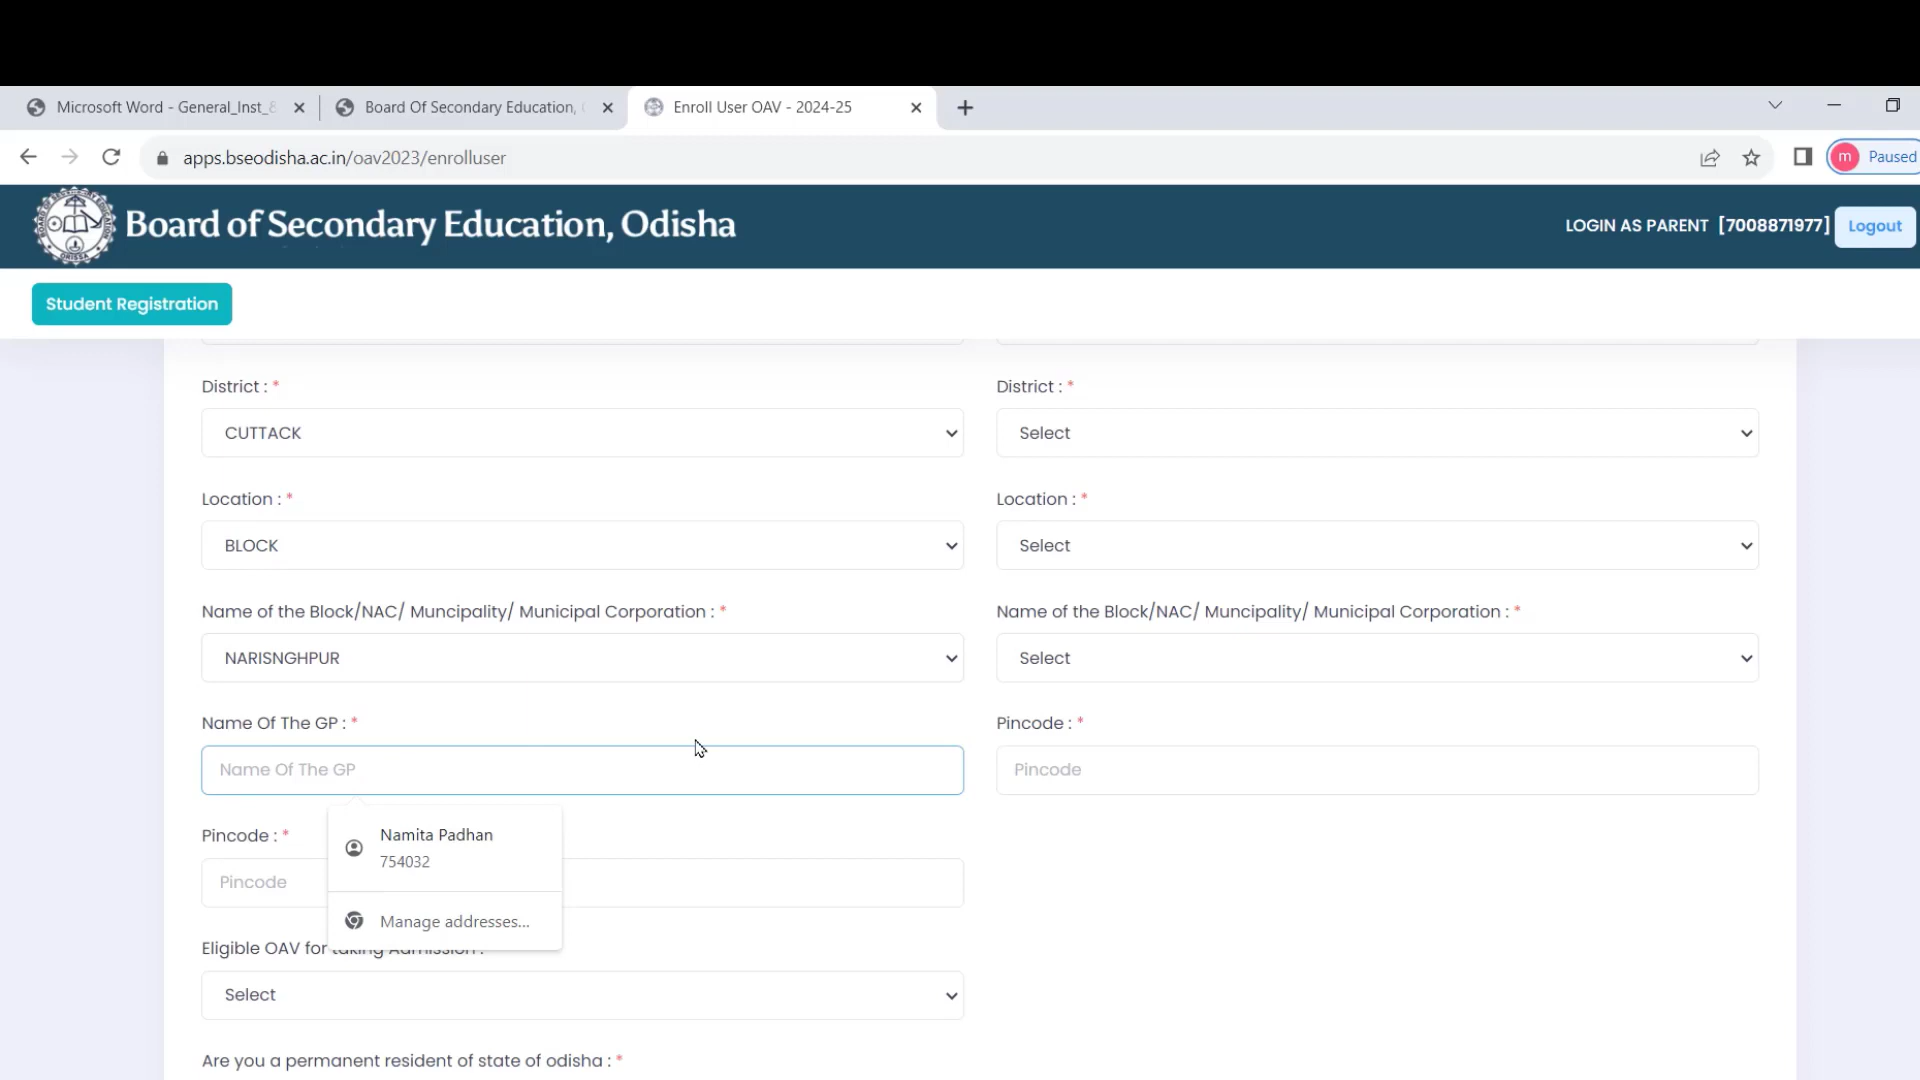 Microsoft Word - General_Inst_8
Board Of Secondary Education,
Enroll User OAV - 2024-25
apps.bseodisha.ac.in/oav2023/enrolluser
m
Paused
Board of Secondary Education, Odisha
LOGIN AS PARENT [7008871977]
Logout
Student Registration
District : *
District : *
CUTTACK
Select
Location : *
Location : *
BLOCK
Select
Name of the Block/NAC/ Muncipality/ Municipal Corporation : *
Name of the Block/NAC/ Muncipality/ Municipal Corporation : *
NARISNGHPUR
Select
Name Of The GP : *
Pincode : *
Name Of The GP
Pincode
Pincode : *
Namita Padhan
754032
Pincode
Manage addresses...
Eligible OAV for taking Admission :
Select
Are you a permanent resident of state of odisha : *